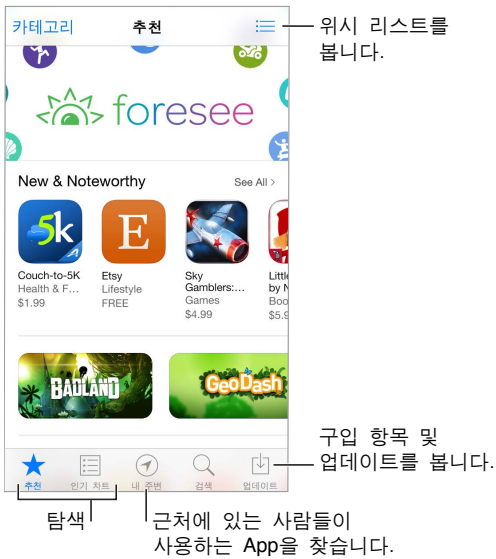 카테고리
추천
위시 리스트를
봅니다.
foresee
New & Noteworthy
See All >
5k
E
Couch-to-5K
Health & F...
$1.99
Etsy
Lifestyle
FREE
Sky
Gamblers:...
Games
$4.99
Littl
by N
Boo
$5.9
BADLAND
GeoDash
추천
인기 차트
내 주변
검색
업데이트
구입 항목 및
업데이트를 봅니다.
탐색
근처에 있는 사람들이
사용하는 App을 찾습니다.